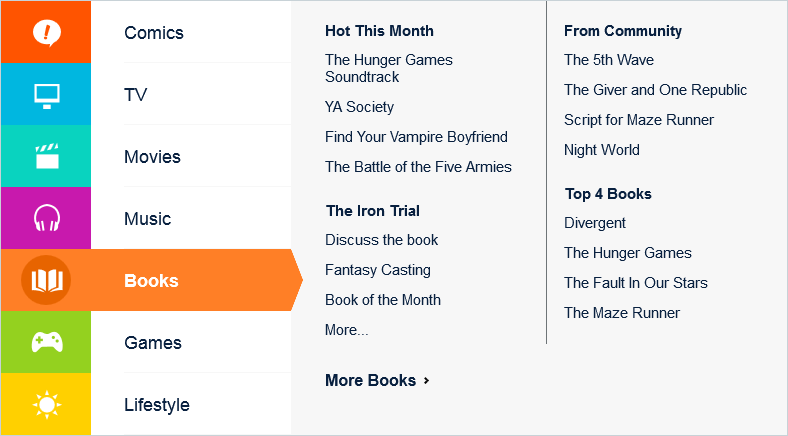 Comics
TV
Movies
Music
Books
Games
Lifestyle
Hot This Month
The Hunger Games
Soundtrack
YA Society
Find Your Vampire Boyfriend
The Battle of the Five Armies
The Iron Trial
Discuss the book
Fantasy Casting
Book of the Month
More...
More Books
From Community
The 5th Wave
The Giver and One Republic
Script for Maze Runner
Night World
Top 4 Books
Divergent
The Hunger Games
The Fault In Our Stars
The Maze Runner